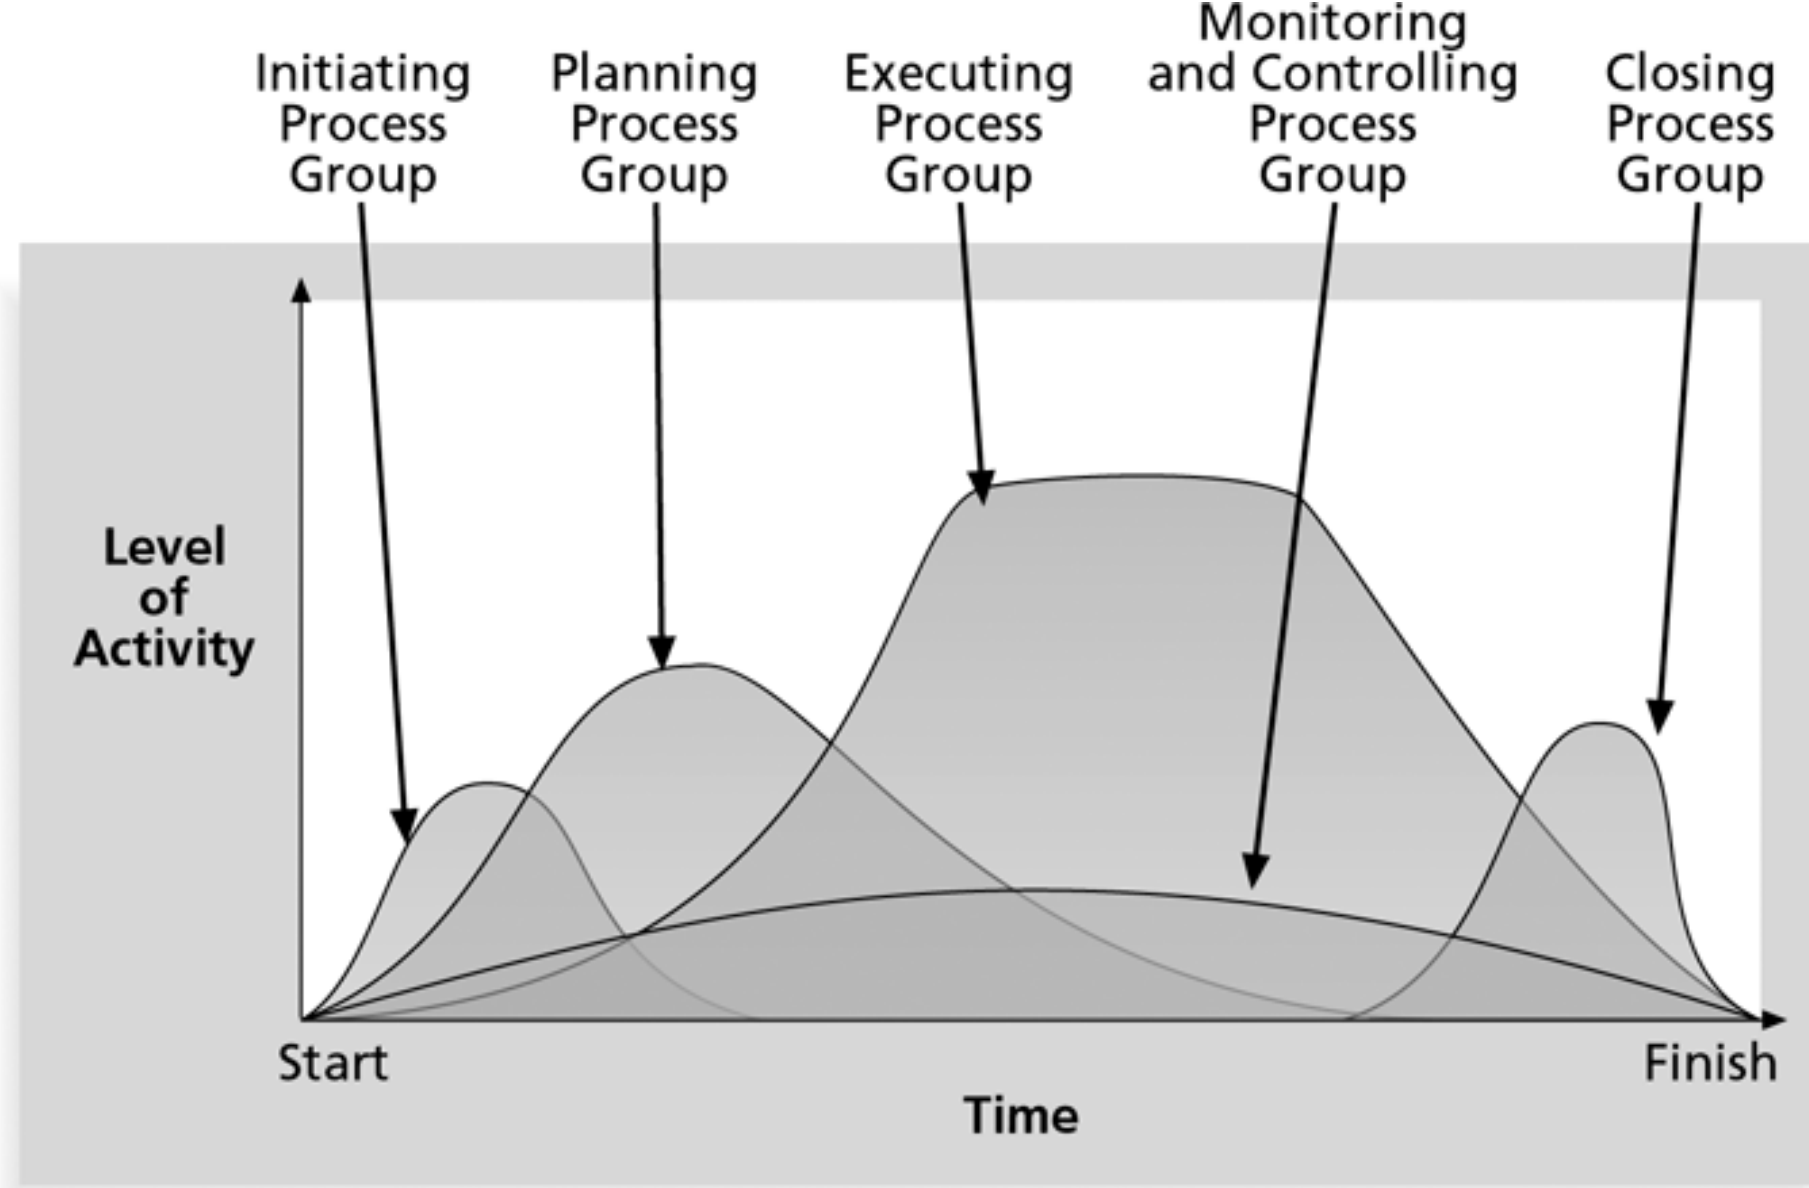 Initiating
Process
Group
Planning
Process
Group
Executing
Process
Group
Monitoring
and Controlling
Process
Group
Closing
Process
Group
Level
of
Activity
Start
Finish
Time